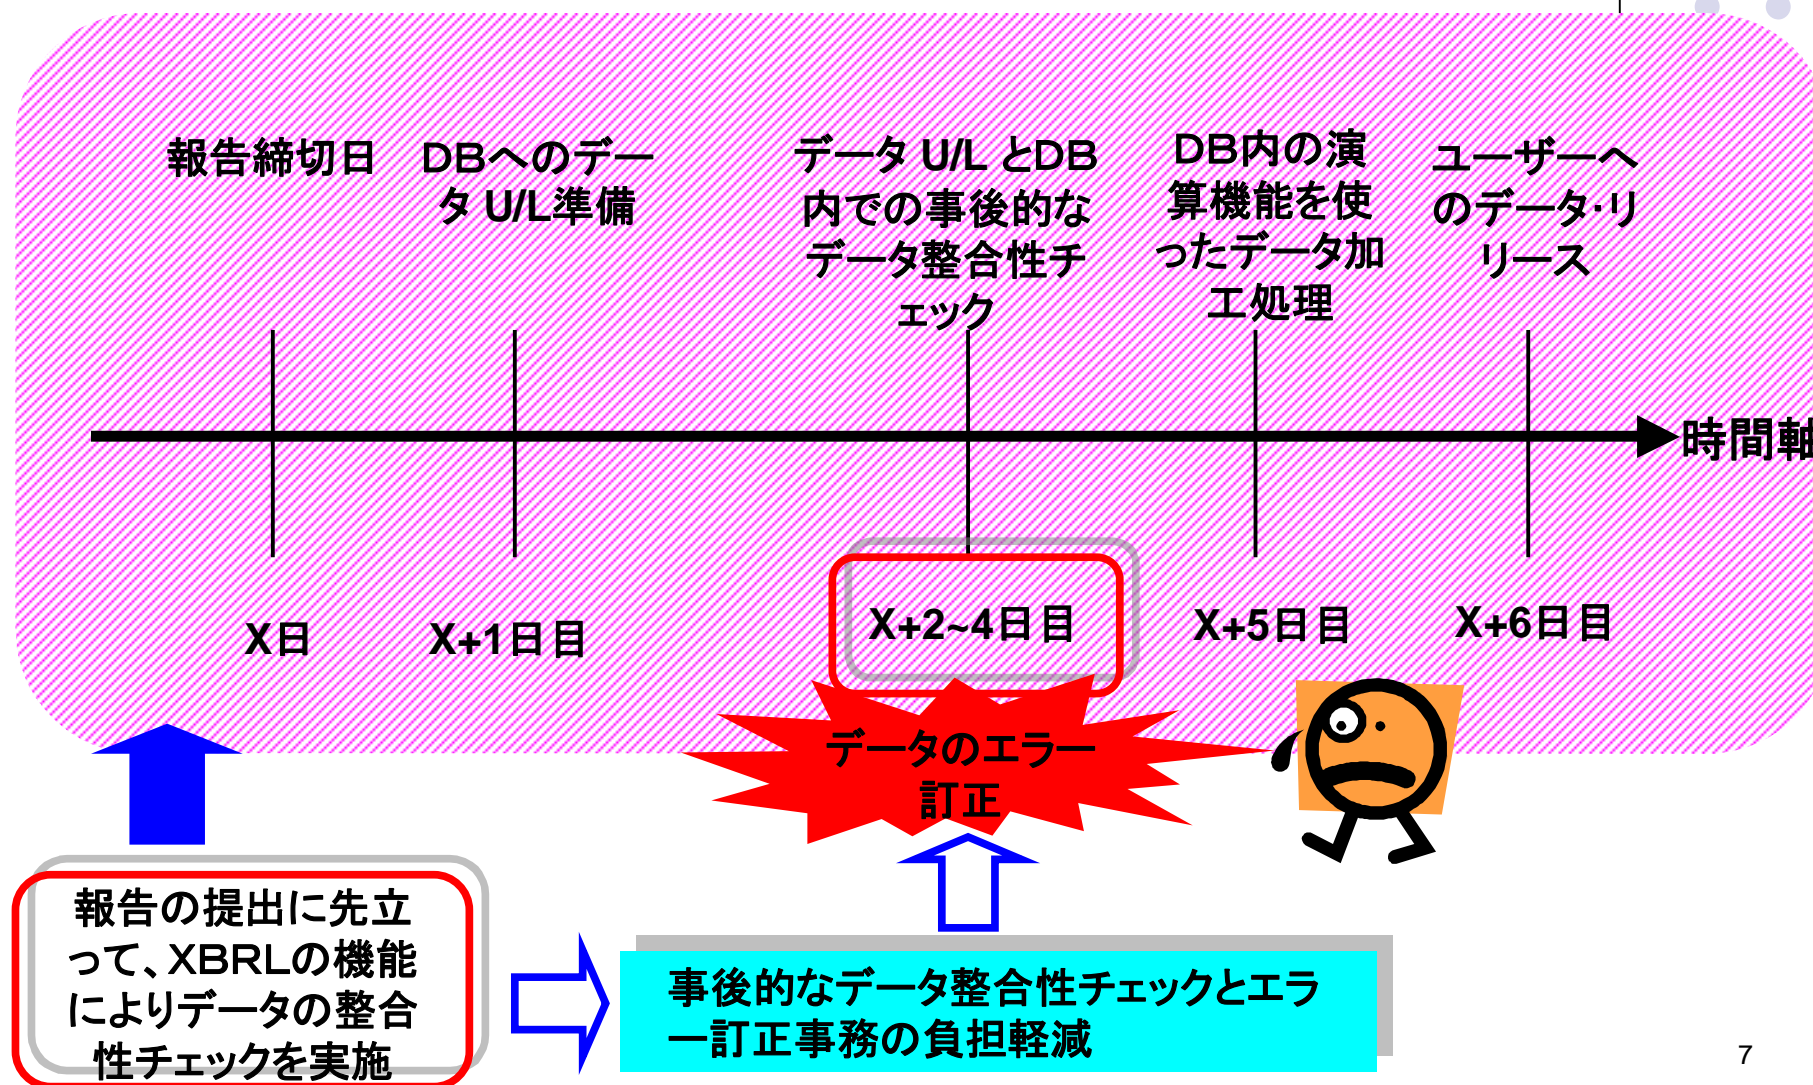 報告締切日
ＤＢへのデー
タ U/L準備
データ U/L とＤＢ
内での事後的な
データ整合性チ
ェック
ＤＢ内の演
算機能を使
ったデータ加
工処理
ユーザーへ
のデータ・リ
リース
時間軸
X日
X+1日目
X+2~4日目
X+5日目
X+6日目
データのエラー
訂正
報告の提出に先立
って、ＸＢＲＬの機能
によりデータの整合
性チェックを実施
事後的なデータ整合性チェックとエラ
ー訂正事務の負担軽減
7